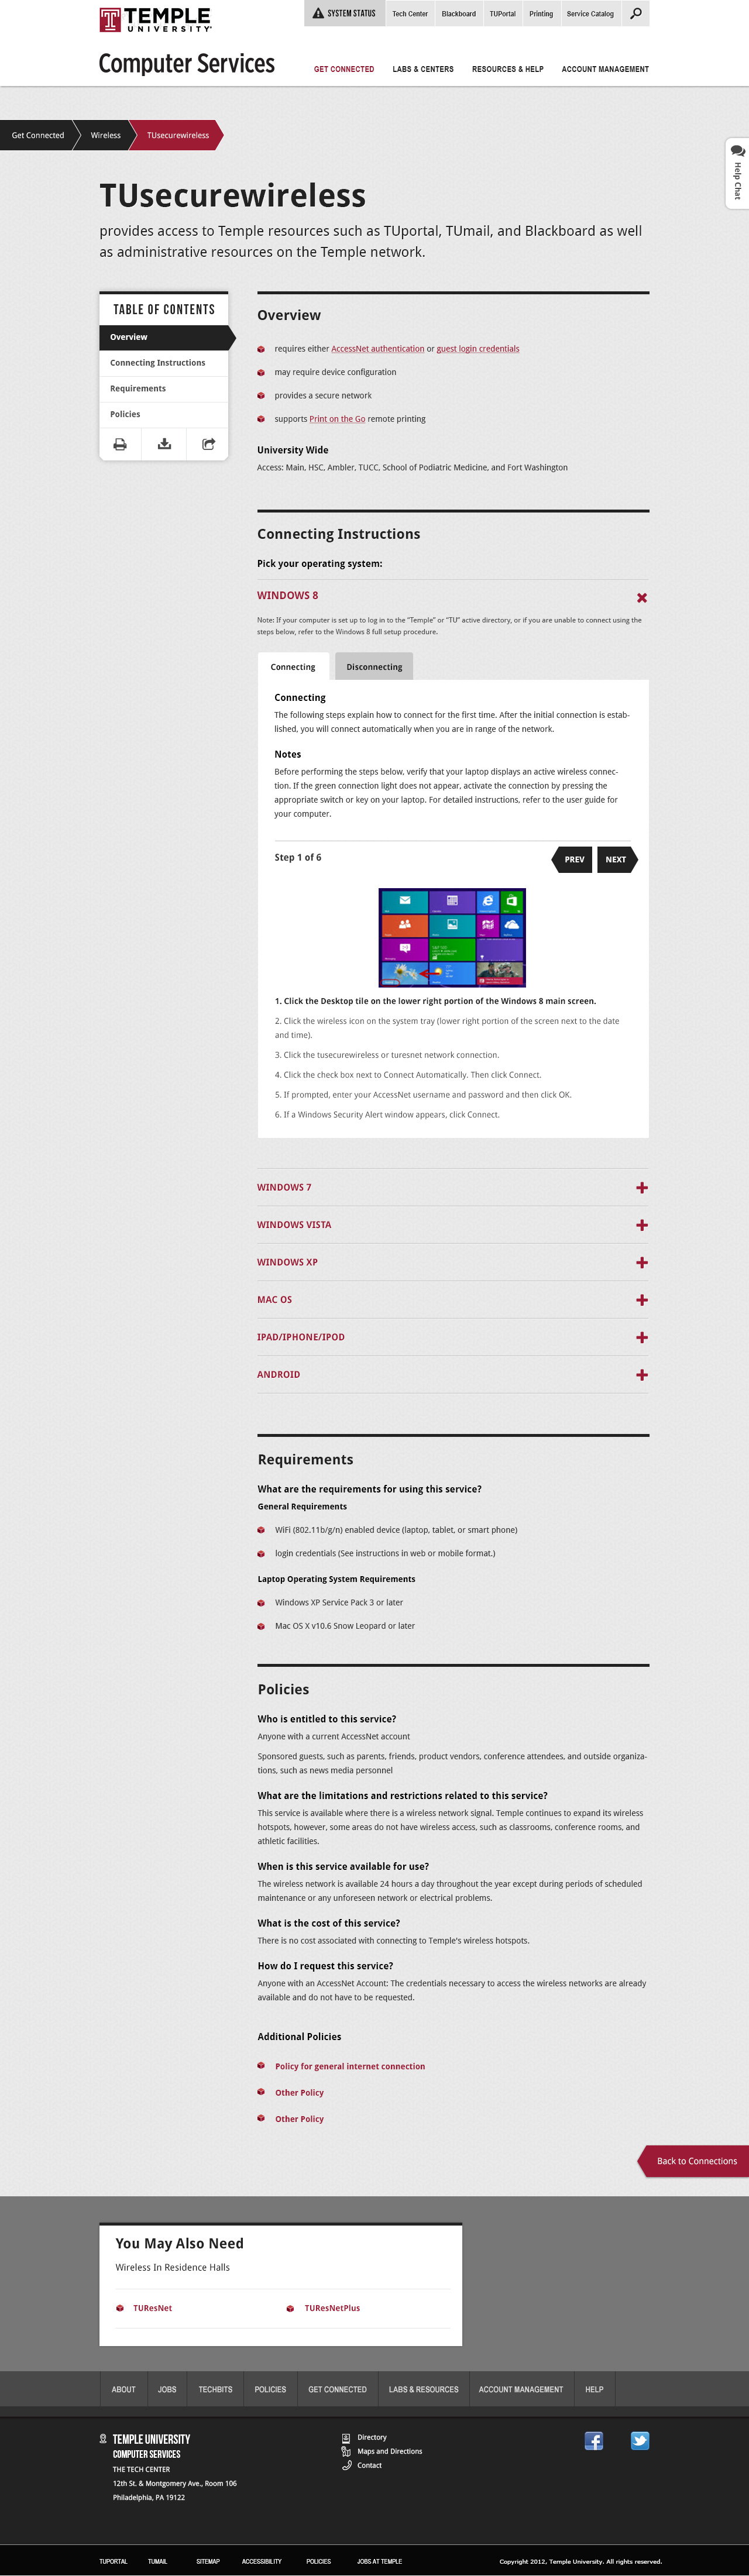 TEMPLE
UNIVERSITY®
SYSTEM STATUS
Tech Center
Blackboard
TUPortal
Printing
Service Catalog
Computer Services
GET CONNECTED
LABS & CENTERS
RESOURCES & HELP
ACCOUNT MANAGEMENT
Get Connected
Wireless
TUsecurewireless
Help Chat
TUsecurewireless
provides access to Temple resources such as TUportal, TUmail, and Blackboard as well
as administrative resources on the Temple network.
TABLE OF CONTENTS
Overview
Connecting Instructions
Requirements
Policies
Overview
requires either AccessNet authentication or guest login credentials
may require device configuration
provides a secure network
supports Print on the Go remote printing
University Wide
Access: Main, HSC, Ambler, TUCC, School of Podiatric Medicine, and Fort Washington
Connecting Instructions
Pick your operating system:
WINDOWS 8
Note: If your computer is set up to log in to the "Temple" or "TU" active directory, or if you are unable to connect using the
steps below, refer to the Windows 8 full setup procedure.
Connecting
Disconnecting
Connecting
The following steps explain how to connect for the first time. After the initial connection is estab-
lished, you will connect automatically when you are in range of the network.
Notes
Before performing the steps below, verify that your laptop displays an active wireless connec-
tion. If the green connection light does not appear, activate the connection by pressing the
appropriate switch or key on your laptop. For detailed instructions, refer to the user guide for
your computer.
Step 1 of 6
PREV
NEXT
1. Click the Desktop tile on the lower right portion of the Windows 8 main screen.
2. Click the wireless icon on the system tray (lower right portion of the screen next to the date
and time).
3. Click the tusecurewireless or turesnet network connection.
4. Click the check box next to Connect Automatically. Then click Connect.
5. If prompted, enter your AccessNet username and password and then click OK.
6. If a Windows Security Alert window appears, click Connect.
WINDOWS 7
WINDOWS VISTA
WINDOWS XP
MAC OS
IPAD/IPHONE/IPOD
ANDROID
Requirements
What are the requirements for using this service?
General Requirements
WiFi (802.11b/g/n) enabled device (laptop, tablet, or smart phone)
login credentials (See instructions in web or mobile format.)
Laptop Operating System Requirements
Windows XP Service Pack 3 or later
Mac OS X v10.6 Snow Leopard or later
Policies
Who is entitled to this service?
Anyone with a current AccessNet account
Sponsored guests, such as parents, friends, product vendors, conference attendees, and outside organiza-
tions, such as news media personnel
What are the limitations and restrictions related to this service?
This service is available where there is a wireless network signal. Temple continues to expand its wireless
hotspots, however, some areas do not have wireless access, such as classrooms, conference rooms, and
athletic facilities.
When is this service available for use?
The wireless network is available 24 hours a day throughout the year except during periods of scheduled
maintenance or any unforeseen network or electrical problems.
What is the cost of this service?
There is no cost associated with connecting to Temple's wireless hotspots.
How do I request this service?
Anyone with an AccessNet Account: The credentials necessary to access the wireless networks are already
available and do not have to be requested.
Additional Policies
Policy for general internet connection
Other Policy
Other Policy
Back to Connections
You May Also Need
Wireless In Residence Halls
TUResNet
TUResNetPlus
ABOUT
JOBS
TECHBITS
POLICIES
GET CONNECTED
LABS & RESOURCES
ACCOUNT MANAGEMENT
HELP
TEMPLE UNIVERSITY
COMPUTER SERVICES
THE TECH CENTER
12th St. & Montgomery Ave., Room 106
Philadelphia, PA 19122
Directory
Maps and Directions
Contact
TUPORTAL
TUMAIL
SITEMAP
ACCESSIBILITY
POLICIES
JOBS AT TEMPLE
Copyright 2012, Temple University. All rights reserved.